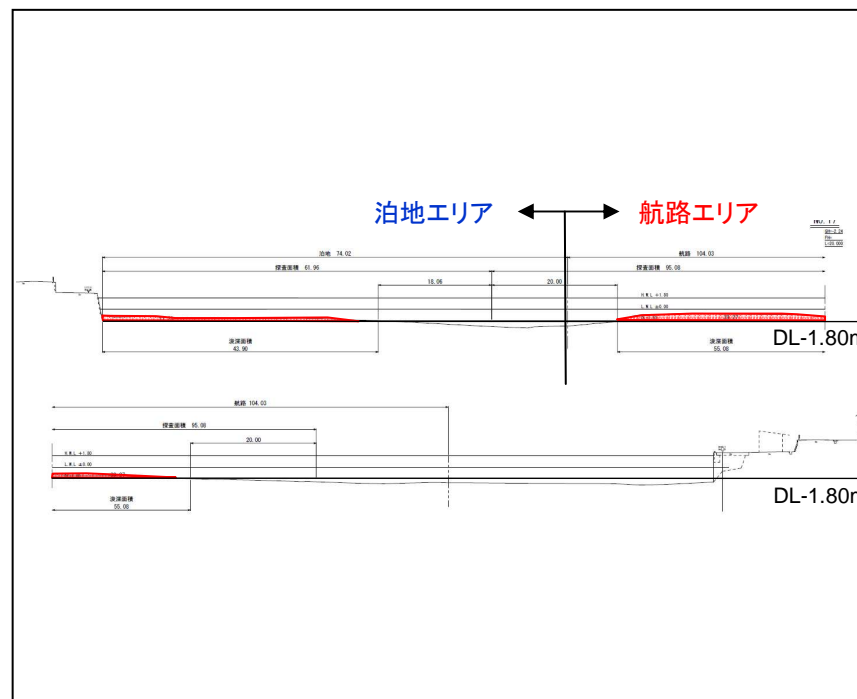 泊地エリア
航路エリア
L=20.000
泊地 74.02
航路 104.03
探査面積 61.96
探査面積 95.08
18.06
20.00
H.W.L +1.80
L.W.L ±0.00
DL-1.80m
浚渫面積
43.90
浚渫面積
55.08
航路 104.03
探査面積 95.08
20.00
L.W.L ±0.00
DL-1.80m
浚渫面積
55.08